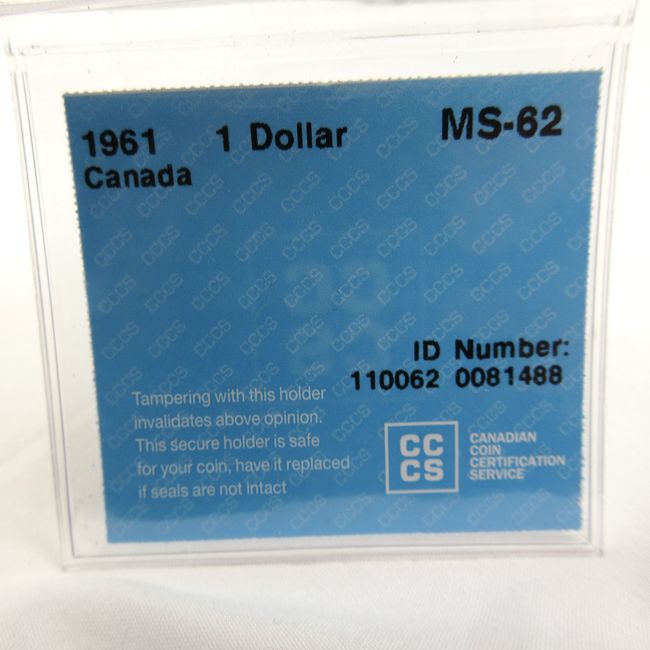 1961 1 Dollar MS-62
Canada
ID Number:
110062 0081488
Tampering with this holder
invalidates above opinion.
This secure holder is safe
for your coin, have it replaced
if seals are not intact
CC
CS
CANADIAN
COIN
CERTIFICATION
SERVICE